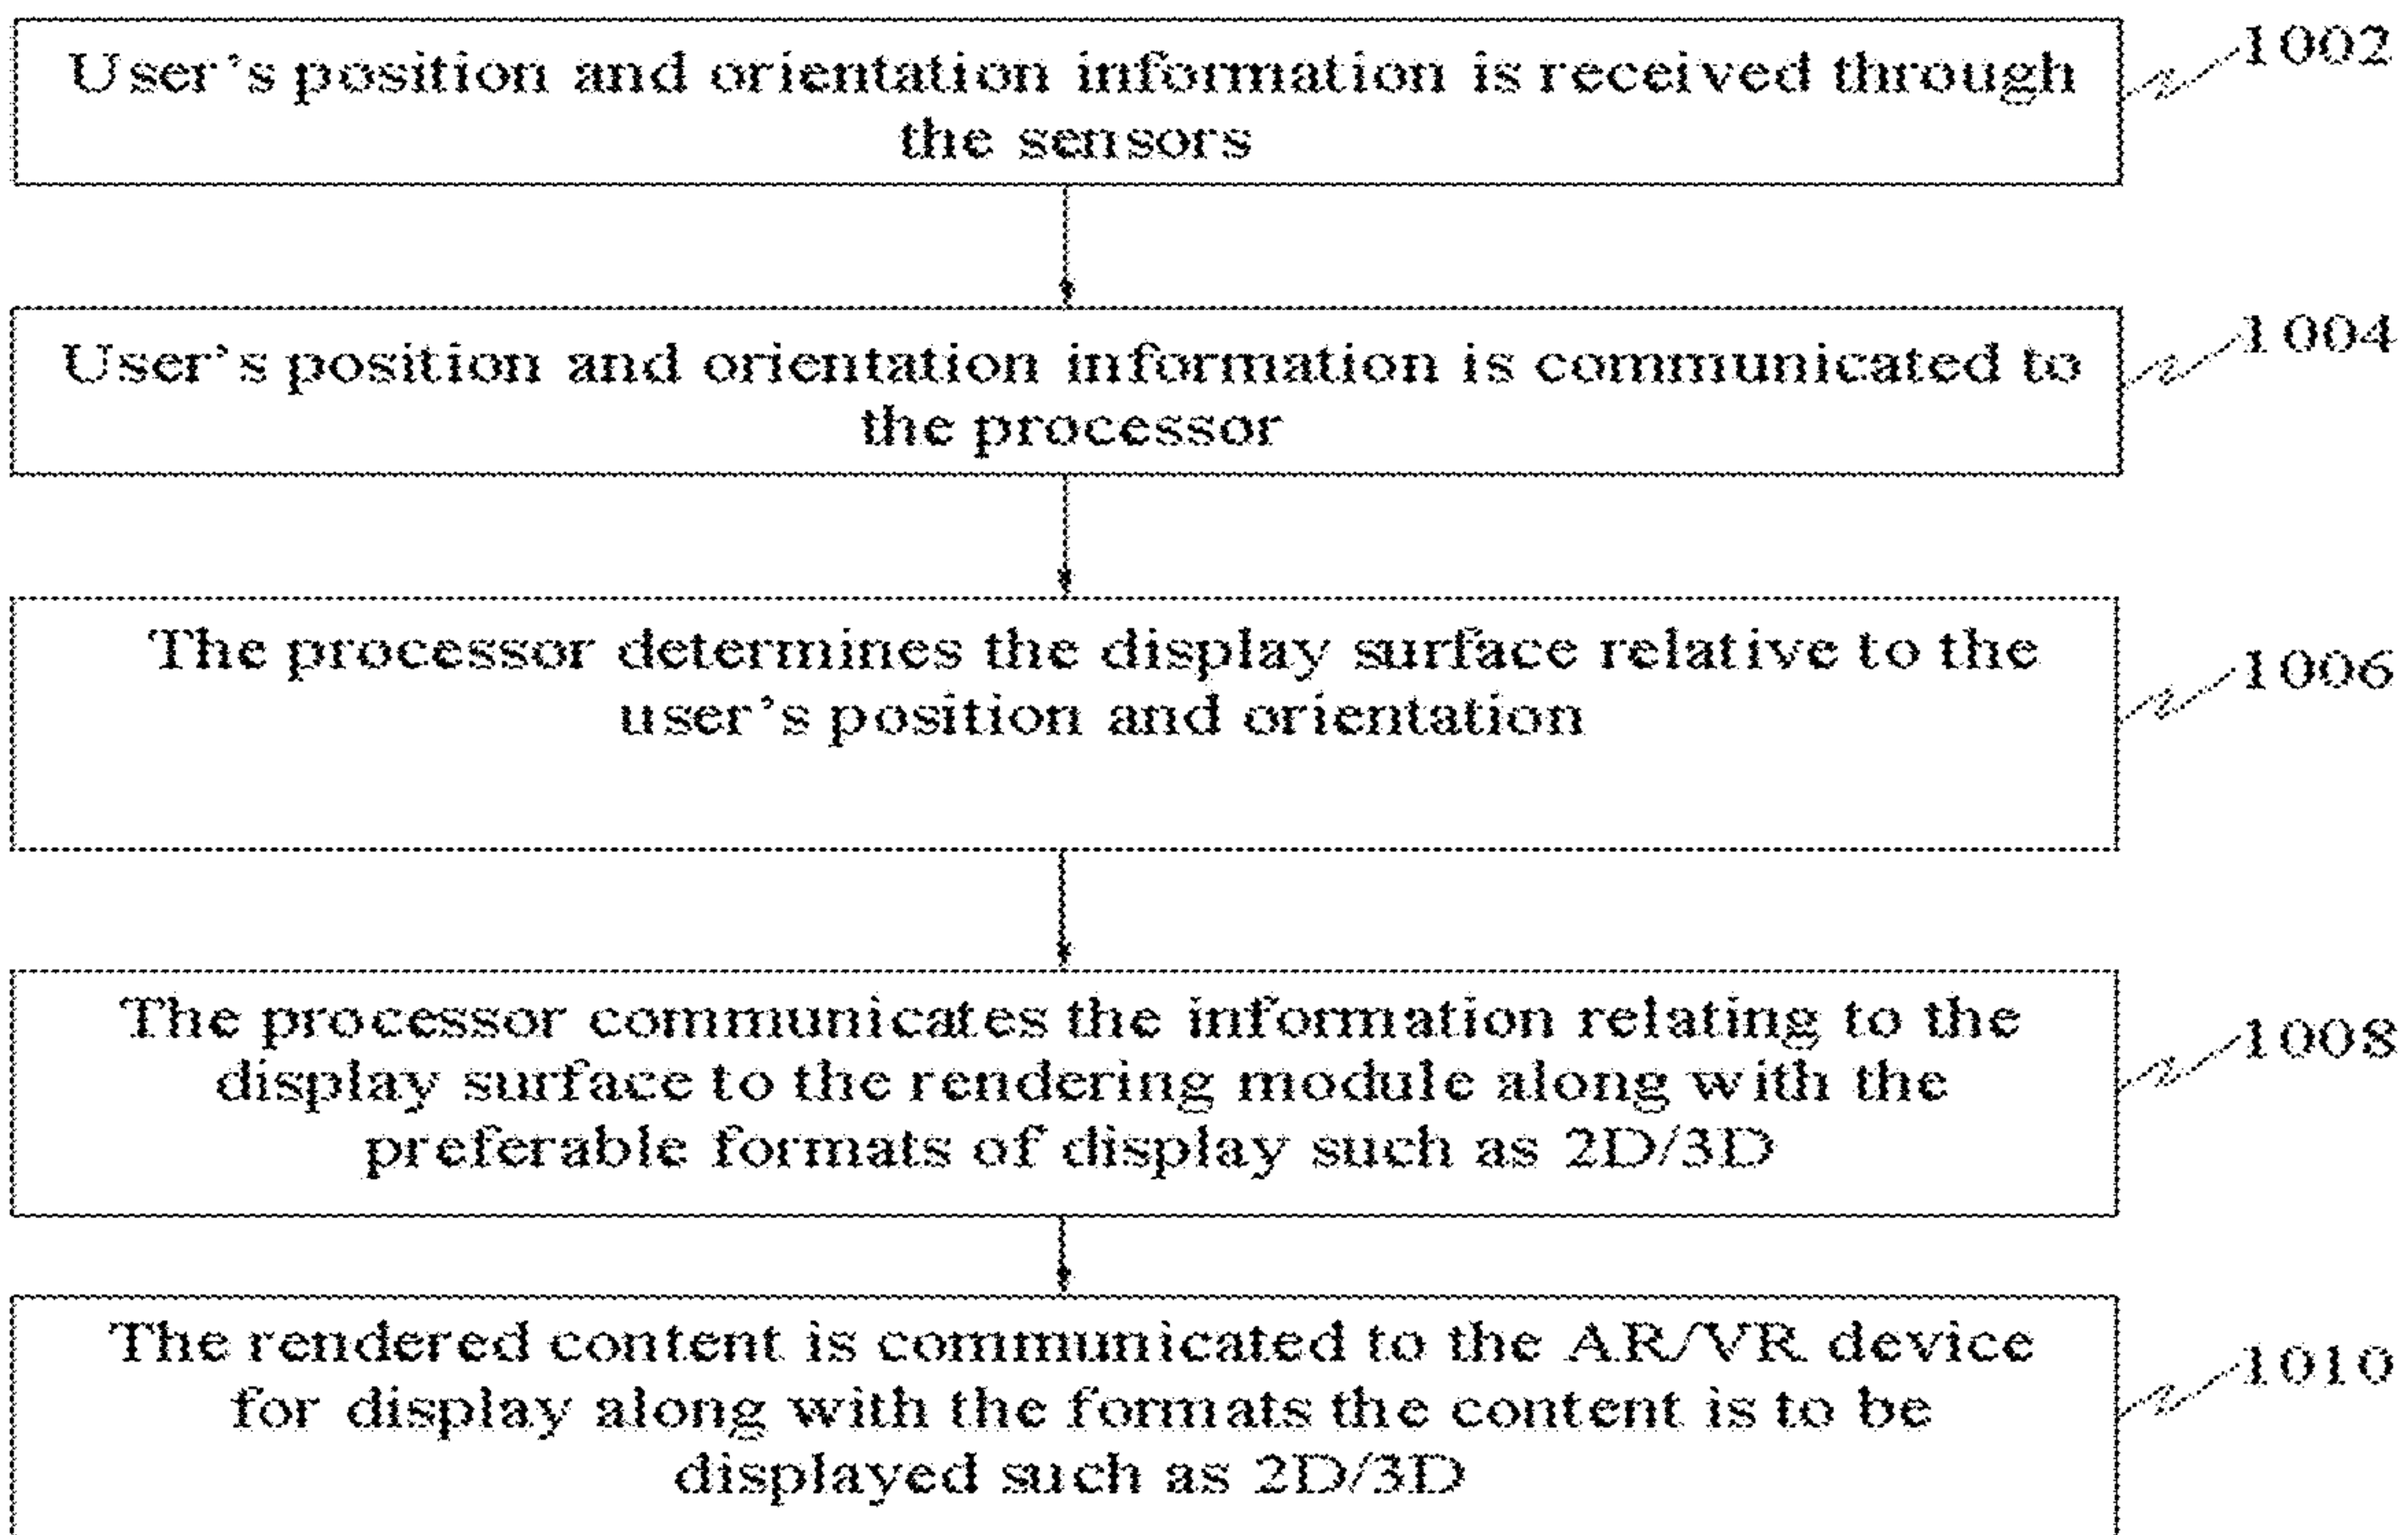 User's position and orientation information is received through
the sensors
1002
User's position and orientation information is communicated to
the processor
1004
The processor determines the display surface relative to the
user's position and orientation
1006
The processor communicates the information relating to the
display surface to the rendering module along with the
preferable formats of display such as 2D/3D
1008
The rendered content is communicated to the AR/VR device
for display along with the formats the content is to be
displayed such as 2D/3D
1010